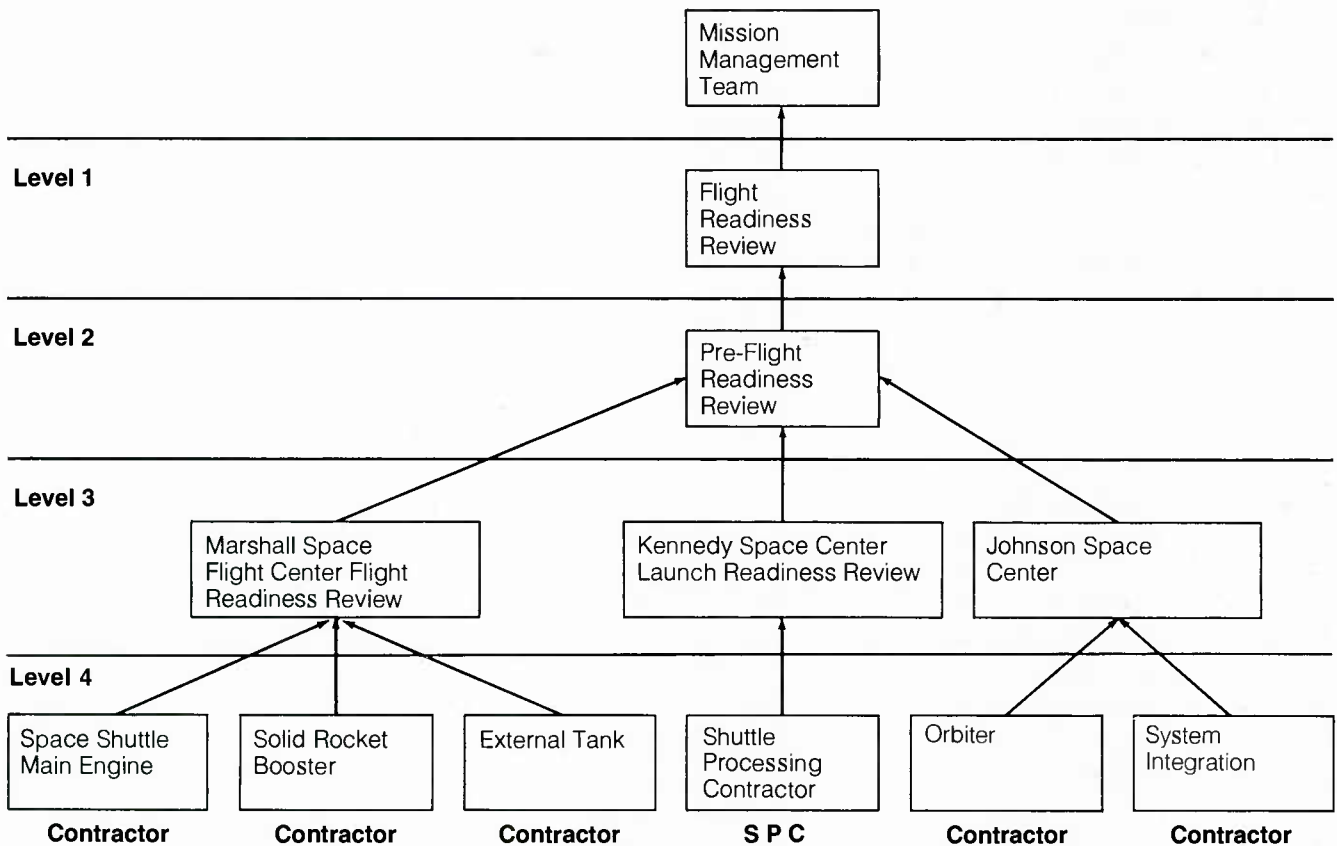 Mission
Management
Team
Level 1
Flight
Readiness
Review
Level 2
Pre-Flight
Readiness
Review
Level 3
Marshall Space
Flight Center Flight
Readiness Review
Kennedy Space Center
Launch Readiness Review
Johnson Space
Center
Level 4
Space Shuttle
Main Engine
Solid Rocket
Booster
External Tank
Shuttle
Processing
Contractor
Orbiter
System
Integration
Contractor
Contractor
Contractor
S P C
Contractor
Contractor